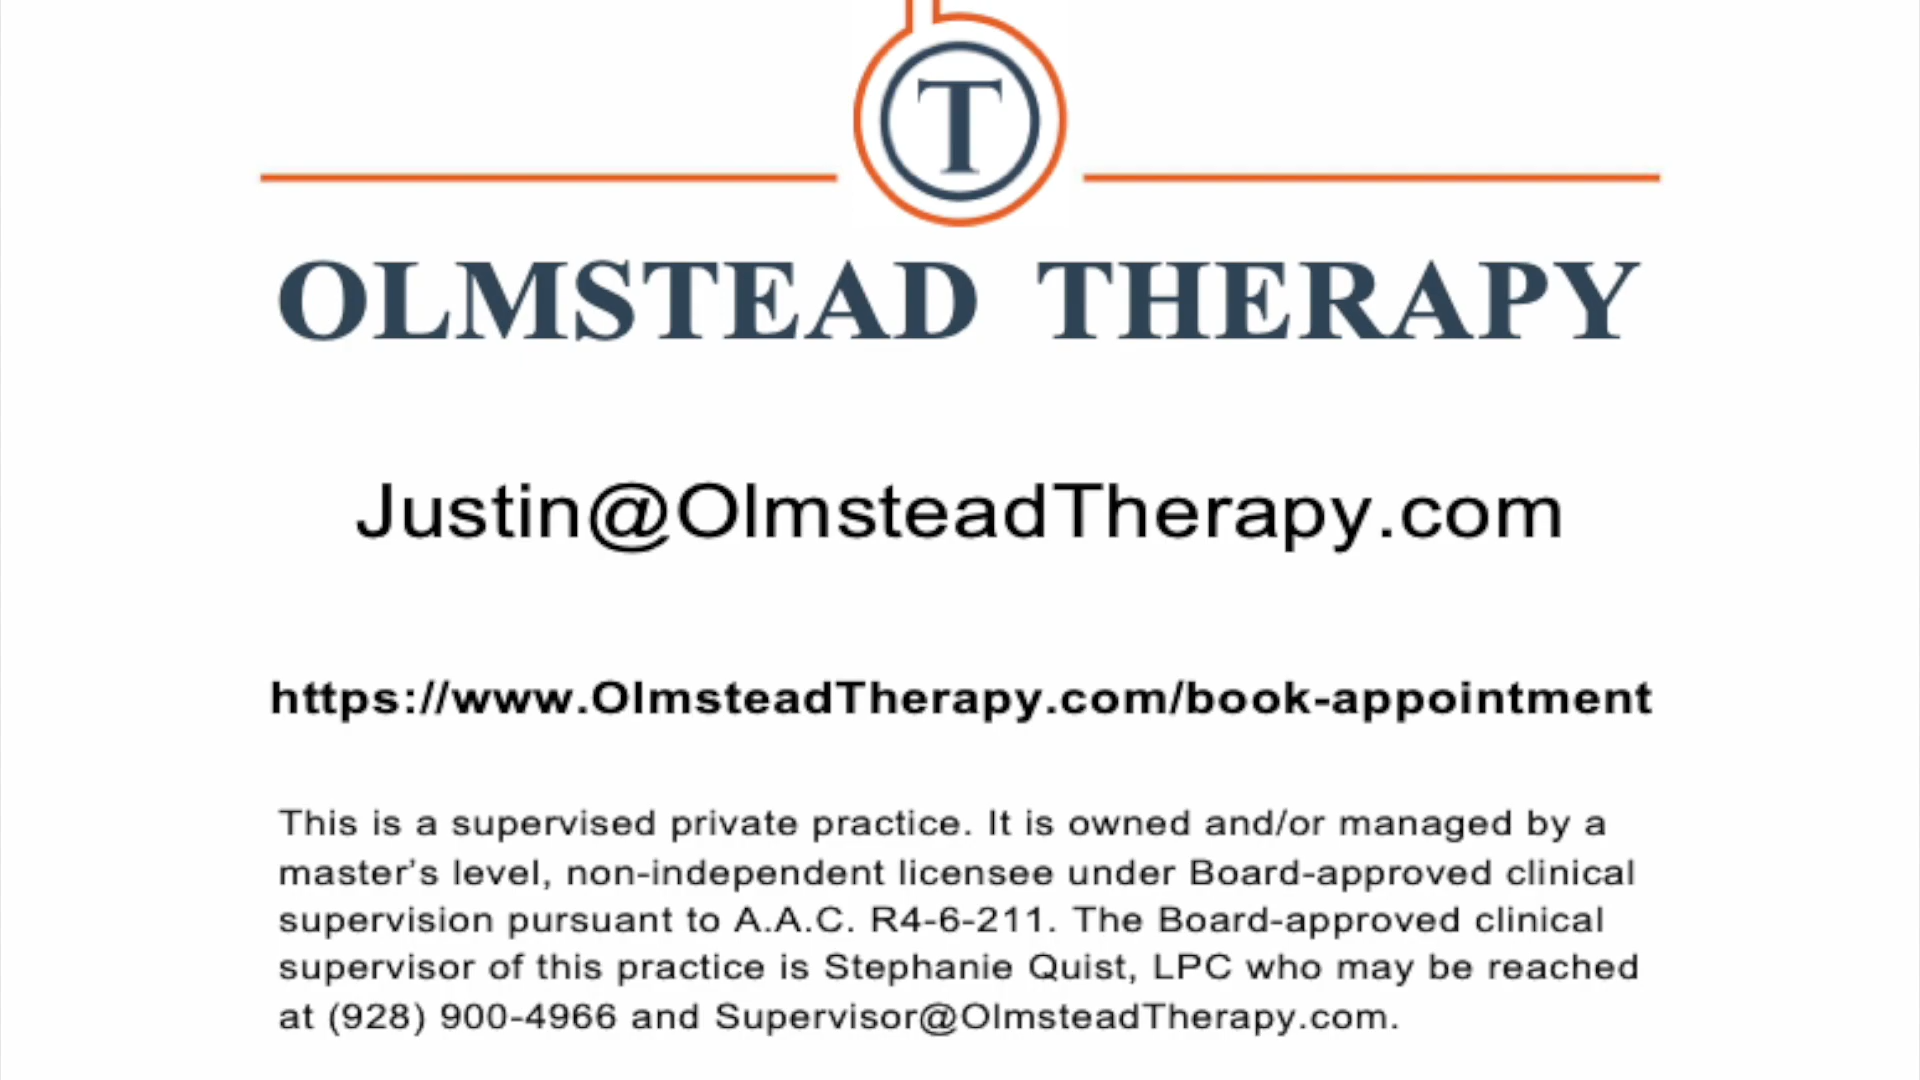 T
OLMSTEAD THERAPY
Justin@OlmsteadTherapy.com
https://www.OlmsteadTherapy.com/book-appointment
This is a supervised private practice. It is owned and/or managed by a
master’s level, non-independent licensee under Board-approved clinical
supervision pursuant to A.A.C. R4-6-211. The Board-approved clinical
supervisor of this practice is Stephanie Quist, LPC who may be reached
at (928) 900-4966 and Supervisor@OlmsteadTherapy.com.